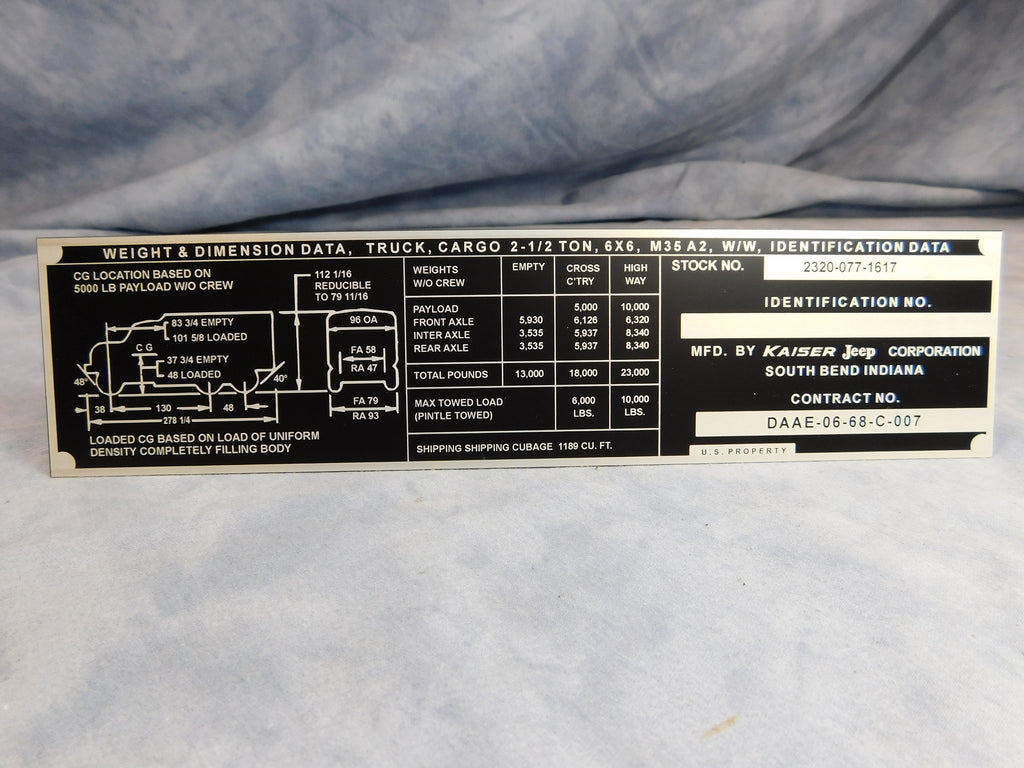 WEIGHT & DIMENSION DATA, TRUCK, CARGO 2-1/2 TON, 6X6, M35 A2, W/W, IDENTIFICATION DATA
CG LOCATION BASED ON
5000 LB PAYLOAD W/O CREW
112 1/16
REDUCIBLE
TO 79 11/16
83 3/4 EMPTY
101 5/8 LOADED
C G
37 3/4 EMPTY
48 LOADED
48°
40°
38
130
48
278 1/4
96 OA
FA 58
RA 47
FA 79
RA 93
LOADED CG BASED ON LOAD OF UNIFORM
DENSITY COMPLETELY FILLING BODY
WEIGHTS W/O CREW EMPTY CROSS C'TRY HIGH WAY
PAYLOAD 5,000 10,000
FRONT AXLE 5,930 6,126 6,320
INTER AXLE 3,535 5,937 8,340
REAR AXLE 3,535 5,937 8,340
TOTAL POUNDS 13,000 18,000 23,000
MAX TOWED LOAD 6,000 10,000
(PINTLE TOWED) LBS. LBS.
SHIPPING SHIPPING CUBAGE 1189 CU. FT.
STOCK NO. 2320-077-1617
IDENTIFICATION NO.
MFD. BY KAISER Jeep CORPORATION
SOUTH BEND INDIANA
CONTRACT NO.
DAAE-06-68-C-007
U.S. PROPERTY